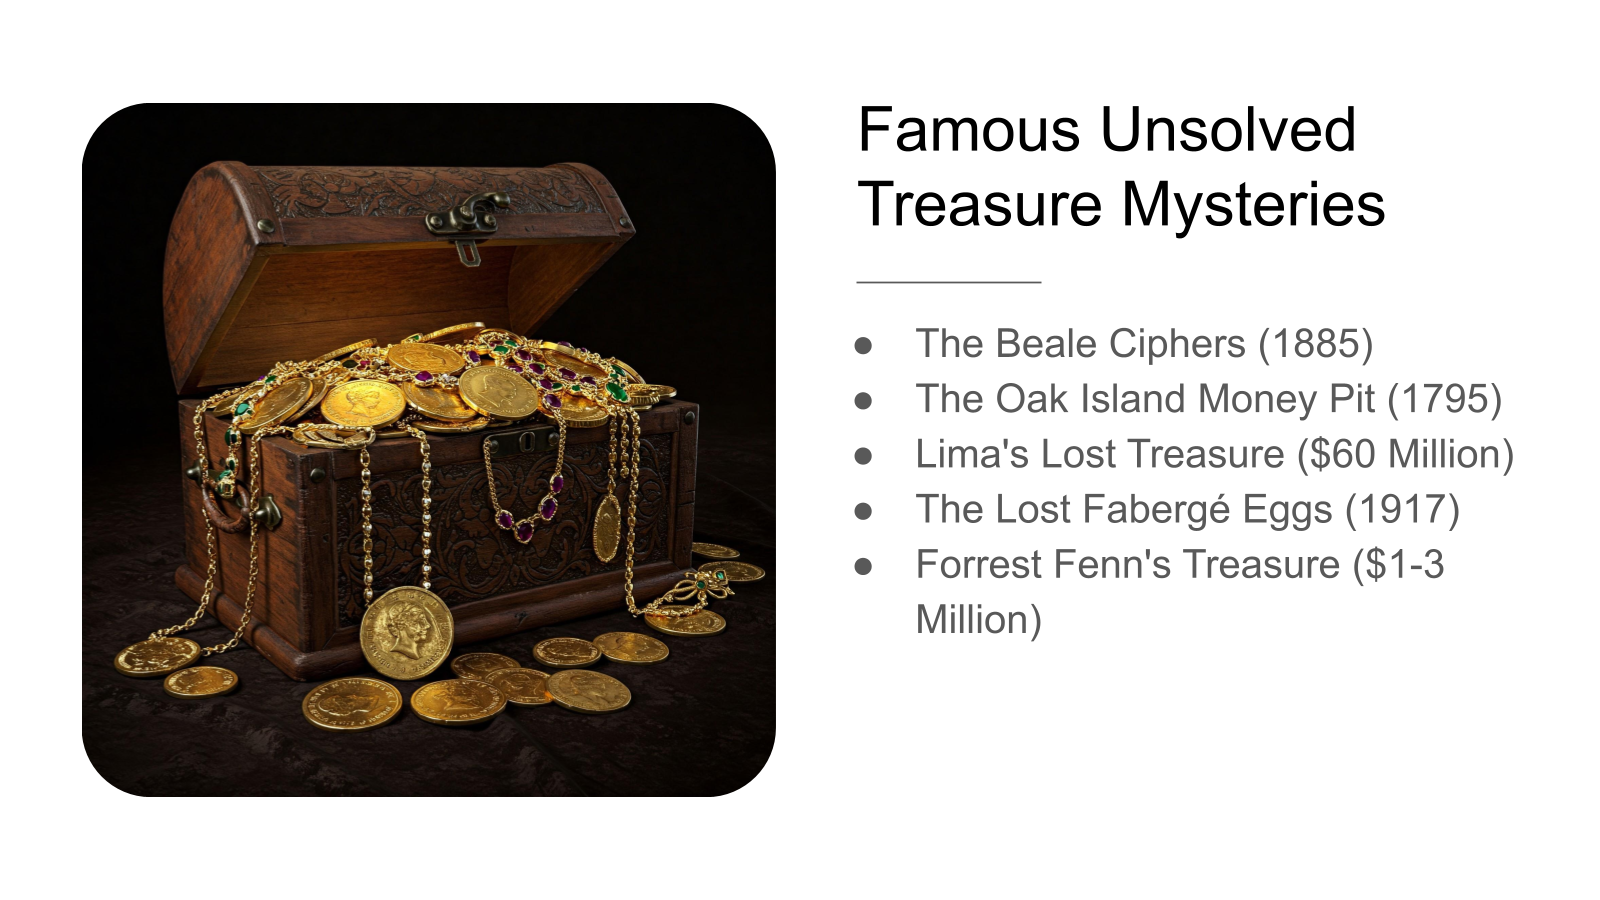 Famous Unsolved
Treasure Mysteries
● The Beale Ciphers (1885)
● The Oak Island Money Pit (1795)
● Lima's Lost Treasure ($60 Million)
● The Lost Fabergé Eggs (1917)
● Forrest Fenn's Treasure ($1-3
Million)